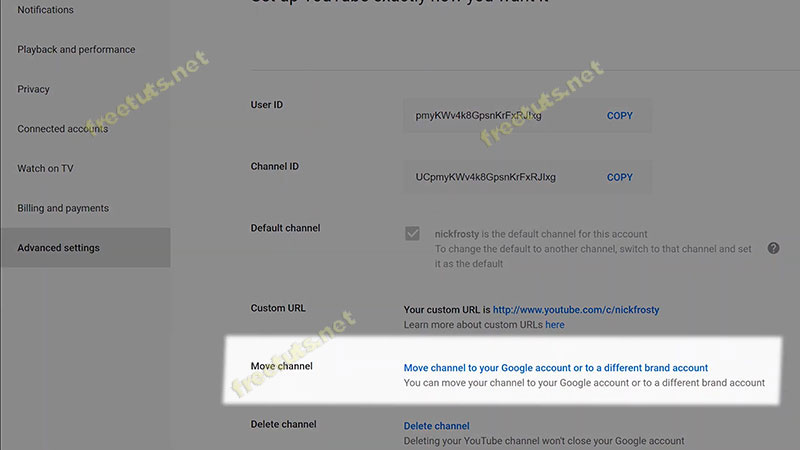 Set up YouTube exactly how you want it
Notifications
Playback and performance
Privacy
Connected accounts
Watch on TV
Billing and payments
Advanced settings
User ID
pmyKWv4k8GpsnKrFxRJIxg COPY
Channel ID
UCpmyKWv4k8GpsnKrFxRJIxg COPY
Default channel
nickfrosty is the default channel for this account
To change the default to another channel, switch to that channel and set
it as the default
?
Custom URL
Your custom URL is http://www.youtube.com/c/nickfrosty
Learn more about custom URLs here
Move channel
Move channel to your Google account or to a different brand account
You can move your channel to your Google account or to a different brand account
Delete channel
Delete channel
Deleting your YouTube channel won't close your Google account
freetuts.net
freetuts.net
freetuts.net